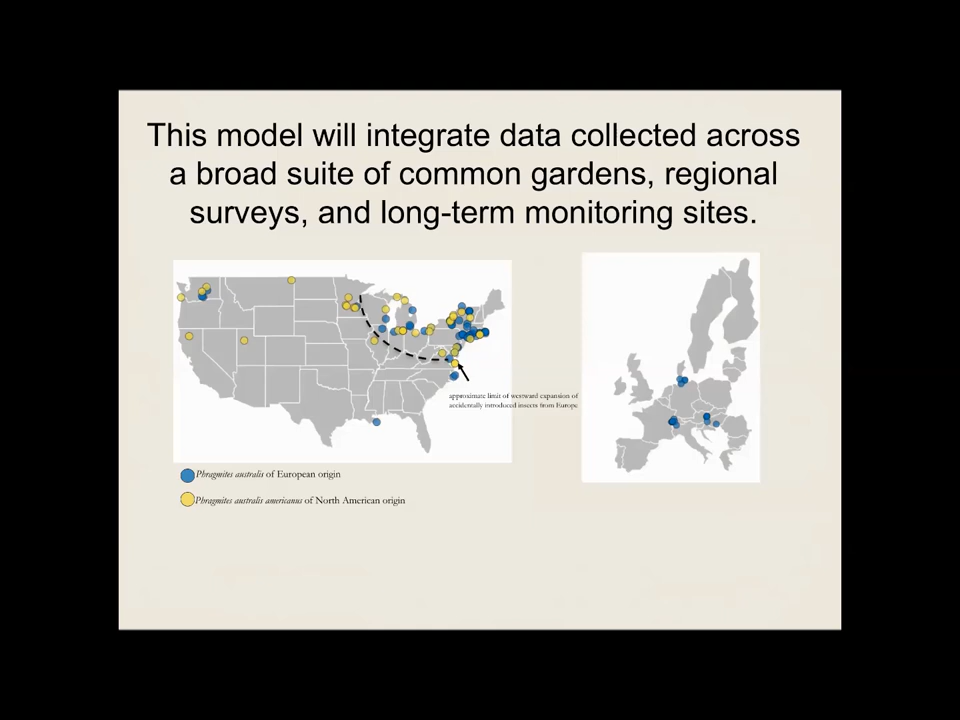 This model will integrate data collected across
a broad suite of common gardens, regional
surveys, and long-term monitoring sites.
approximate limit of westward expansion of
accidentally introduced insects from Europe
Phragmites australis of European origin
Phragmites australis americanus of North American origin